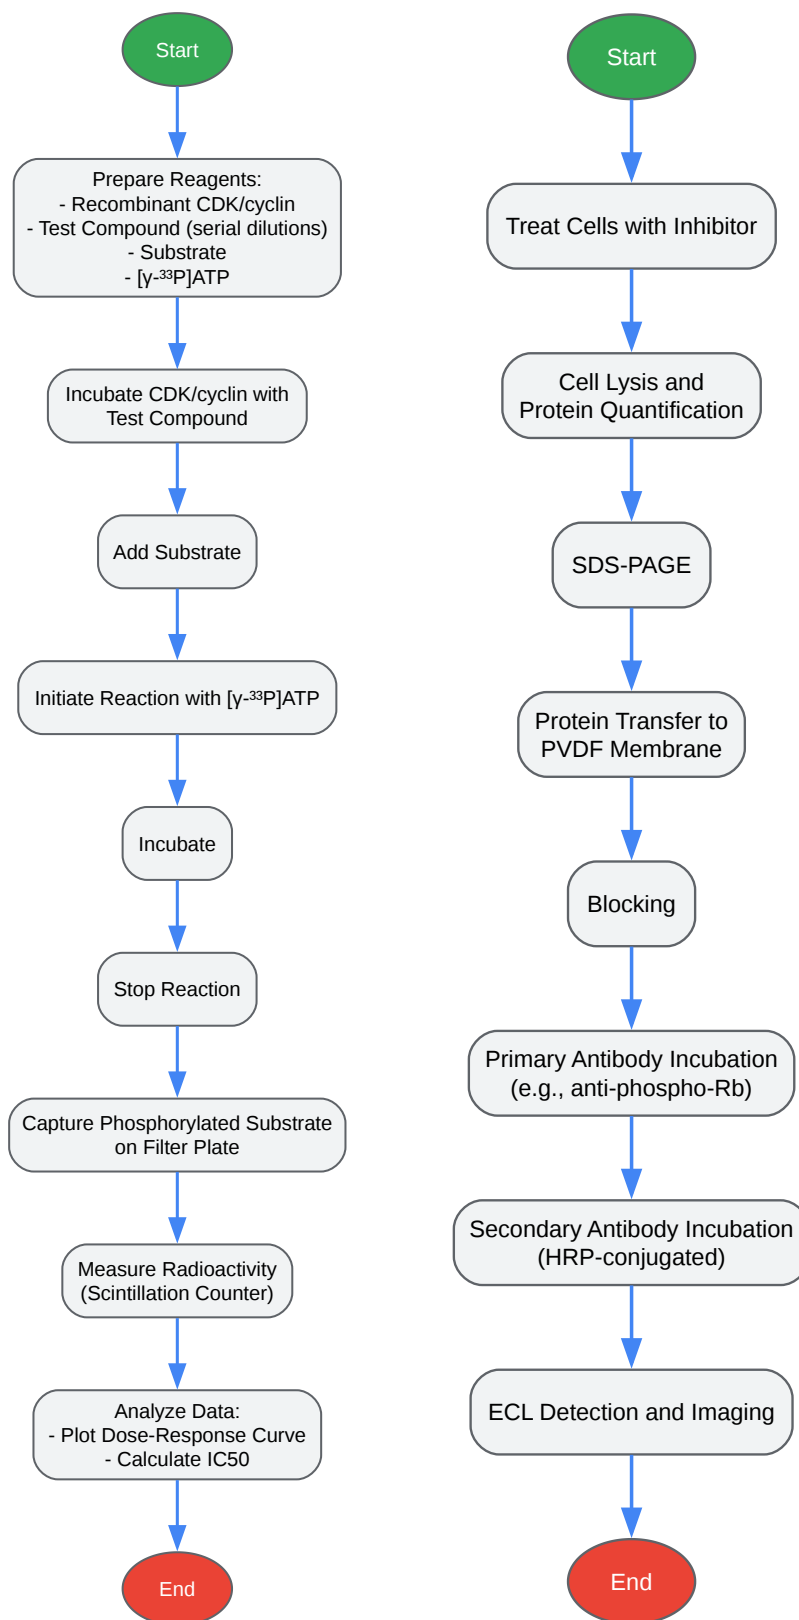 Start
Prepare Reagents:
- Recombinant CDK/cyclin
- Test Compound (serial dilutions)
- Substrate
- [γ-³³P]ATP
Incubate CDK/cyclin with
Test Compound
Add Substrate
Initiate Reaction with [γ-³³P]ATP
Incubate
Stop Reaction
Capture Phosphorylated Substrate
on Filter Plate
Measure Radioactivity
(Scintillation Counter)
Analyze Data:
- Plot Dose-Response Curve
- Calculate IC50
End
Start
Treat Cells with Inhibitor
Cell Lysis and
Protein Quantification
SDS-PAGE
Protein Transfer to
PVDF Membrane
Blocking
Primary Antibody Incubation
(e.g., anti-phospho-Rb)
Secondary Antibody Incubation
(HRP-conjugated)
ECL Detection and Imaging
End